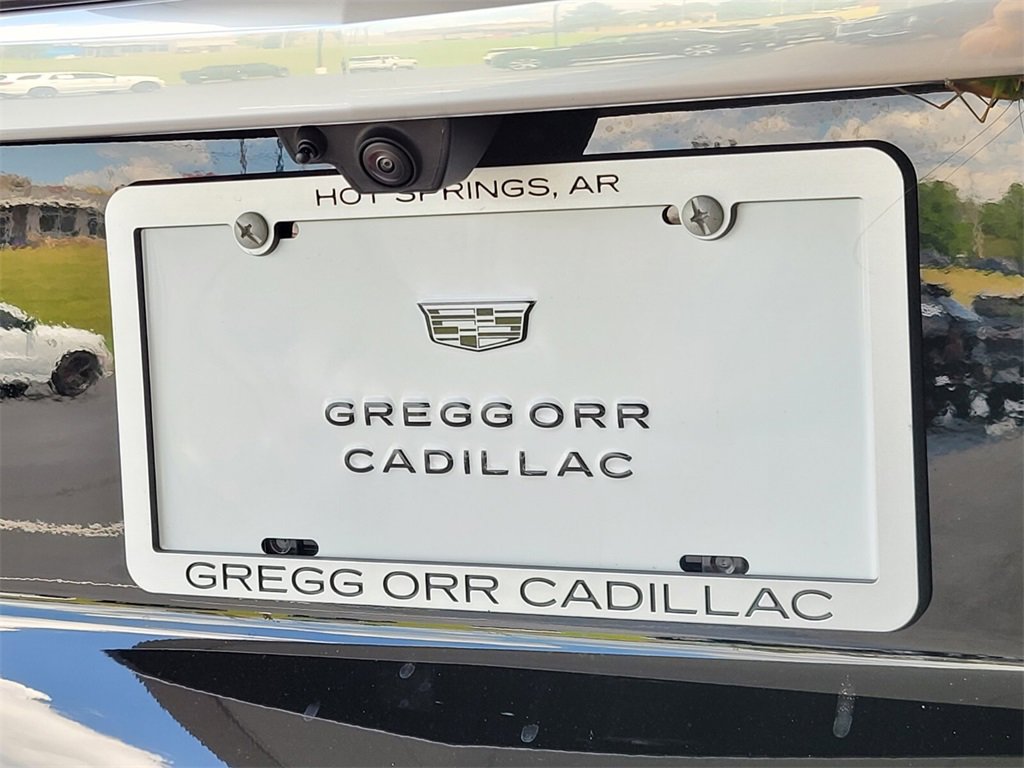 HOT SPRINGS, AR
GREGG ORR
CADILLAC
GREGG ORR CADILLAC